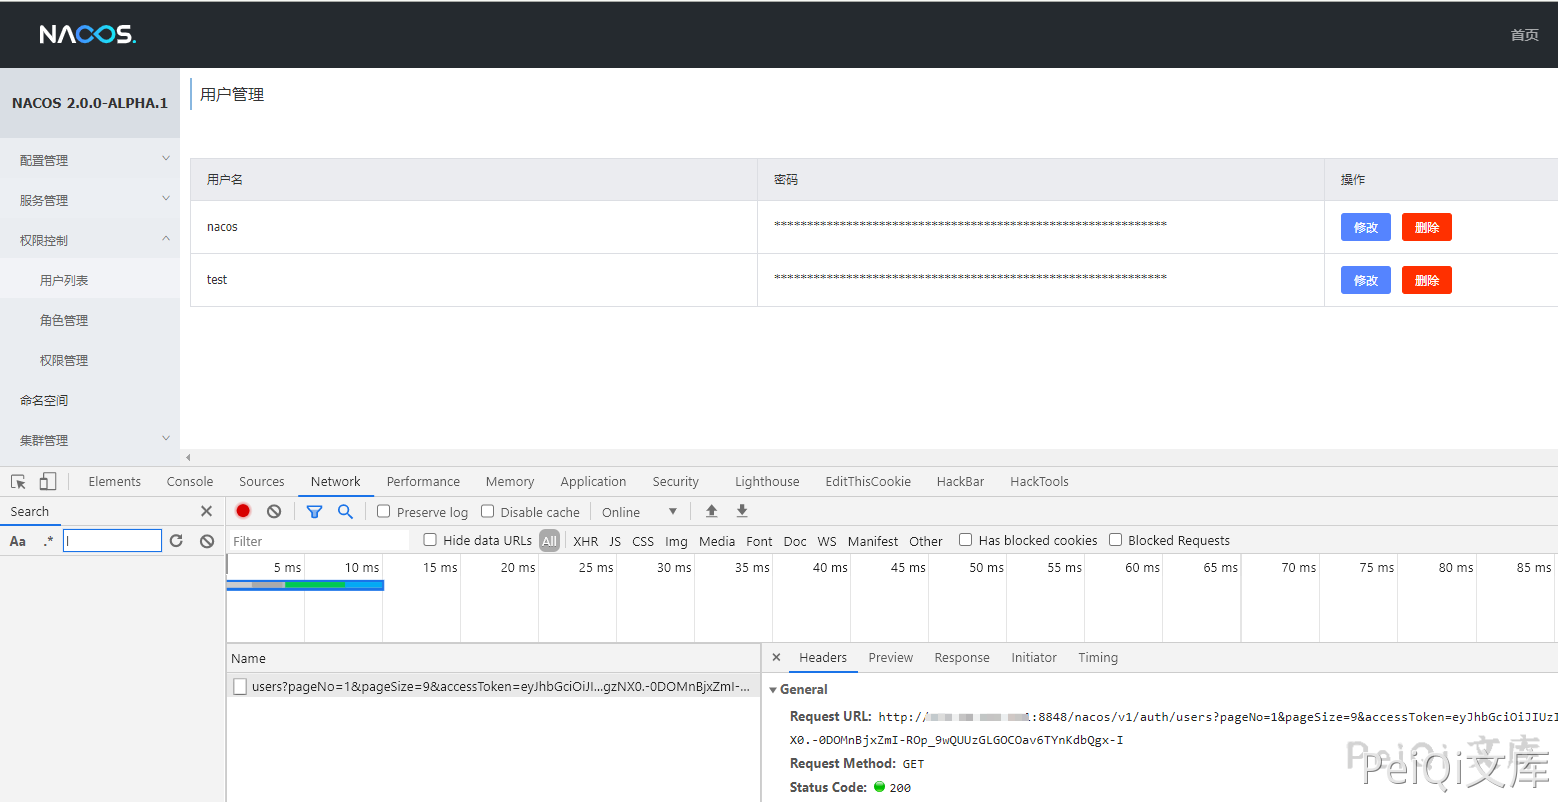 NACOS.
首页
NACOS 2.0.0-ALPHA.1
配置管理
服务管理
权限控制
用户列表
角色管理
权限管理
命名空间
集群管理
用户管理
用户名 密码 操作
nacos ************************************************************ 修改 删除
test ************************************************************ 修改 删除
Elements Console Sources Network Performance Memory Application Security Lighthouse EditThisCookie HackBar HackTools
Search
Aa .*
Preserve log Disable cache Online
Filter Hide data URLs All XHR JS CSS Img Media Font Doc WS Manifest Other Has blocked cookies Blocked Requests
5 ms 10 ms 15 ms 20 ms 25 ms 30 ms 35 ms 40 ms 45 ms 50 ms 55 ms 60 ms 65 ms 70 ms 75 ms 80 ms 85 ms
Name
users?pageNo=1&pageSize=9&accessToken=eyJhbGciOiJI...gzNX0.-0DOMnBjxZmI-...
Headers Preview Response Initiator Timing
General
Request URL: http:/ :8848/nacos/v1/auth/users?pageNo=1&pageSize=9&accessToken=eyJhbGciOiJIUzI
X0.-0DOMnBjxZmI-ROp_9wQUUzGLGOCOav6TYnKdbQgx-I
Request Method: GET
Status Code: 200
PeiQi 文库
PeiQi文库